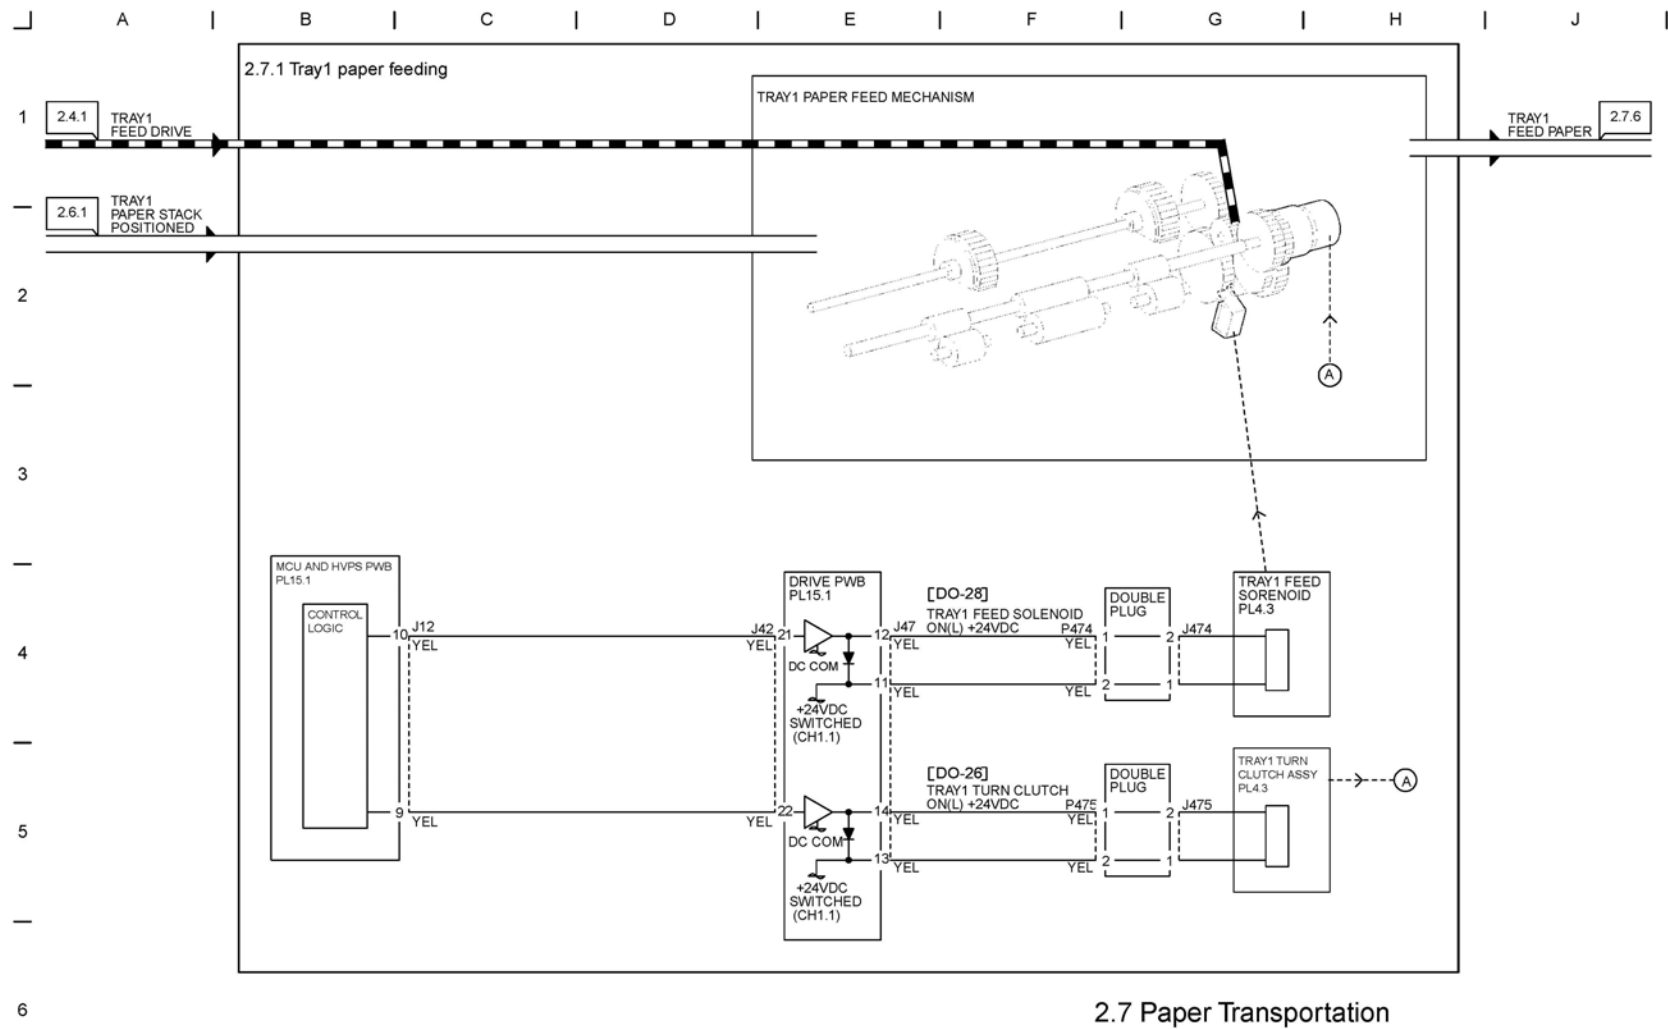 A B C D E F G H J
2.7.1 Tray1 paper feeding
TRAY1 PAPER FEED MECHANISM
1
2.4.1
TRAY1
FEED DRIVE
TRAY1
FEED PAPER
2.7.6
2.6.1
TRAY1
PAPER STACK
POSITIONED
2
A
3
MCU AND HVPS PWB
PL15.1
CONTROL
LOGIC
10
J12
YEL
9
YEL
4
DRIVE PWB
PL15.1
J42
YEL
21
DC COM
+24VDC
SWITCHED
(CH1.1)
12
J47
YEL
11
YEL
[DO-28]
TRAY1 FEED SOLENOID
ON(L) +24VDC
P474
YEL
YEL
DOUBLE
PLUG
1 2
2 1
J474
TRAY1 FEED
SORENOID
PL4.3
5
YEL
22
DC COM
+24VDC
SWITCHED
(CH1.1)
14
YEL
13
YEL
[DO-26]
TRAY1 TURN CLUTCH
ON(L) +24VDC
P475
YEL
YEL
DOUBLE
PLUG
1 2
2 1
J475
TRAY1 TURN
CLUTCH ASSY
PL4.3
A
6
2.7 Paper Transportation